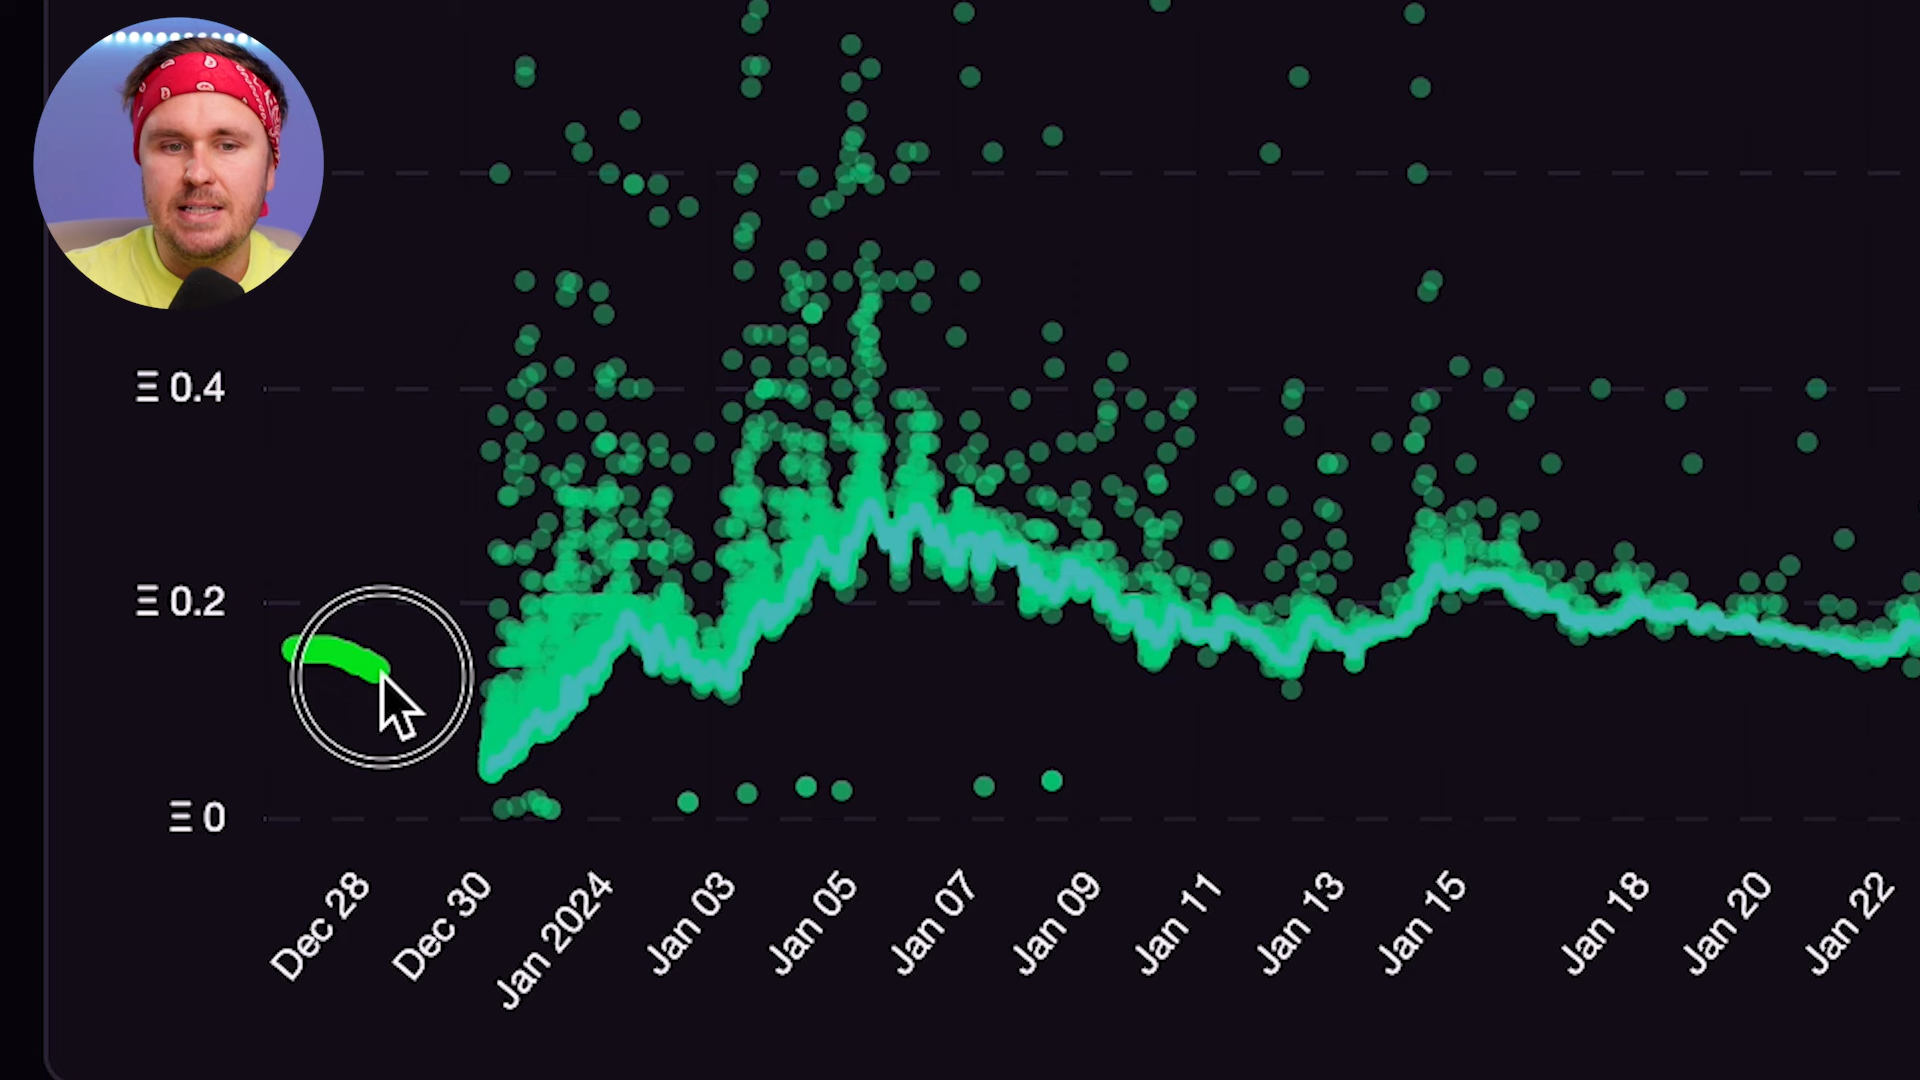 Ξ 0.4
Ξ 0.2
Ξ 0
Dec 28
Dec 30
Jan 2024
Jan 03
Jan 05
Jan 07
Jan 09
Jan 11
Jan 13
Jan 15
Jan 18
Jan 20
Jan 22